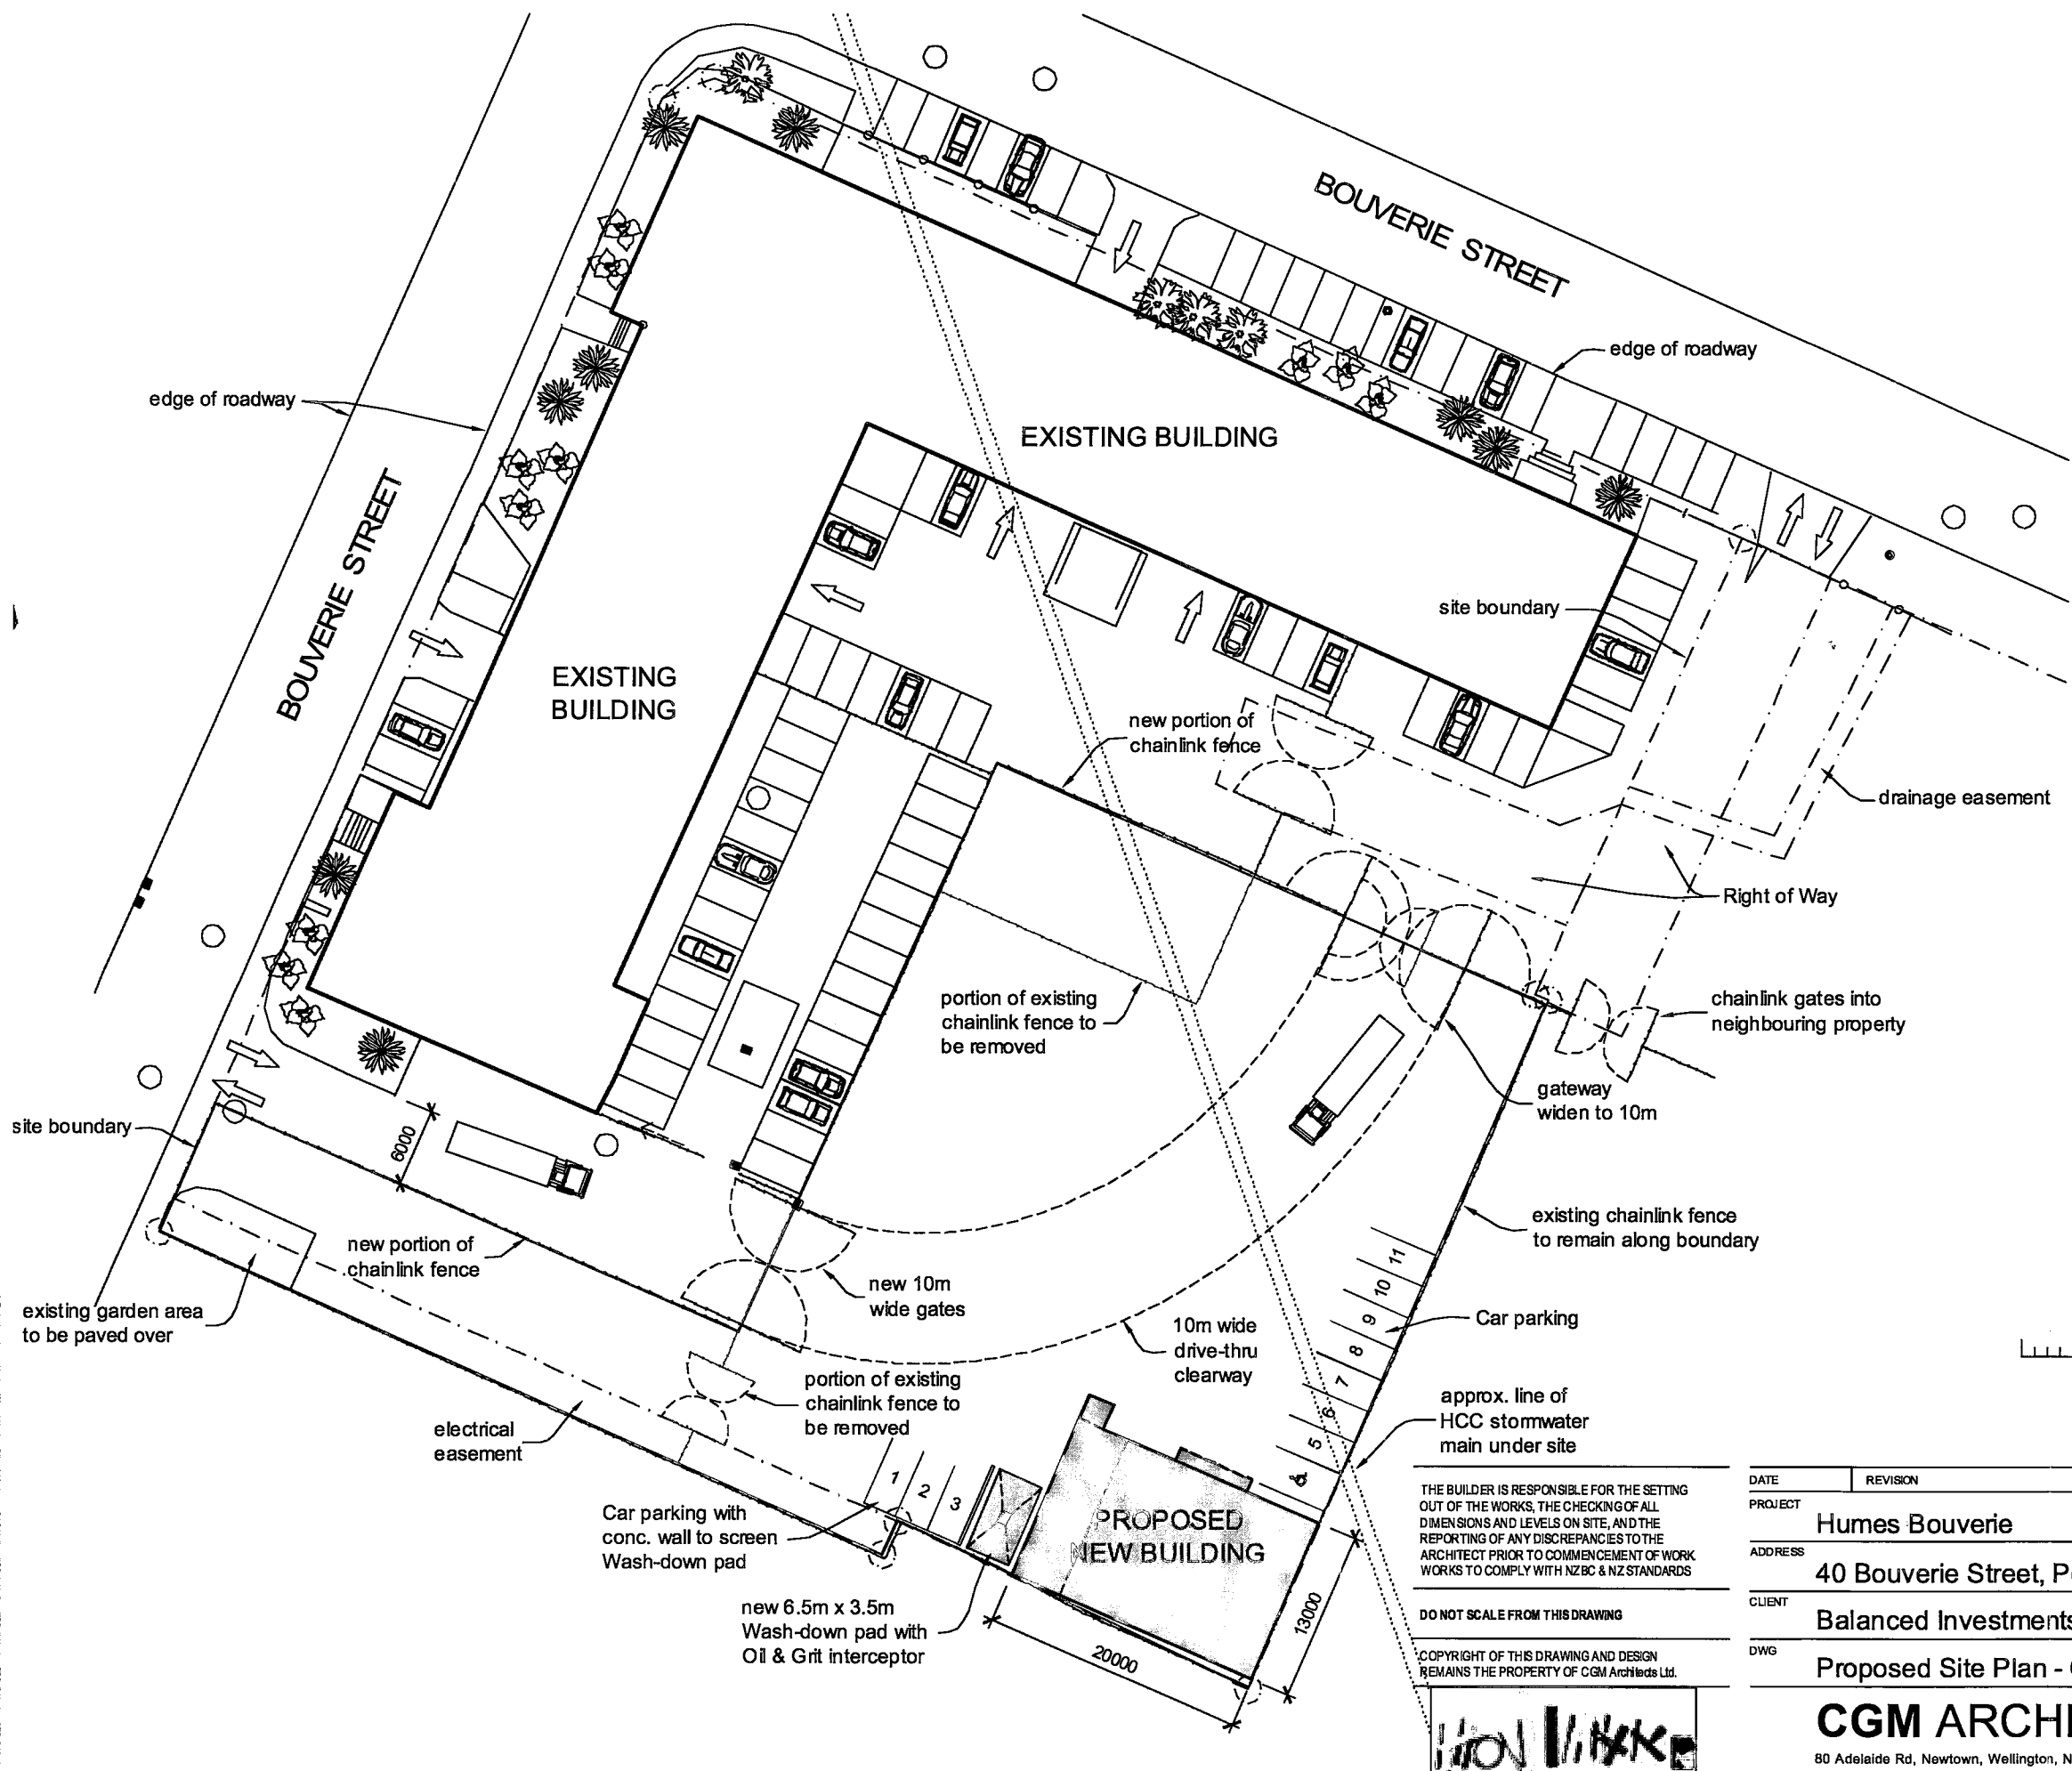 BOUVERIE STREET
edge of roadway
edge of roadway
EXISTING BUILDING
BOUVERIE STREET
site boundary
EXISTING
BUILDING
new portion of
chainlink fence
drainage easement
Right of Way
portion of existing
chainlink fence to
be removed
chainlink gates into
neighbouring property
gateway
widen to 10m
site boundary
6000
existing chainlink fence
to remain along boundary
new portion of
chainlink fence
new 10m
wide gates
existing garden area
to be paved over
10m wide
drive-thru
clearway
11
10
9
8
7
6
5
Car parking
portion of existing
chainlink fence to
be removed
approx. line of
HCC stormwater
main under site
electrical
easement
1
2
3
Car parking with
conc. wall to screen
Wash-down pad
PROPOSED
NEW BUILDING
new 6.5m x 3.5m
Wash-down pad with
Oil & Grit interceptor
20000
13000
THE BUILDER IS RESPONSIBLE FOR THE SETTING
OUT OF THE WORKS, THE CHECKING OF ALL
DIMENSIONS AND LEVELS ON SITE, AND THE
REPORTING OF ANY DISCREPANCIES TO THE
ARCHITECT PRIOR TO COMMENCEMENT OF WORK.
WORKS TO COMPLY WITH NZBC & NZ STANDARDS
DO NOT SCALE FROM THIS DRAWING
COPYRIGHT OF THIS DRAWING AND DESIGN
REMAINS THE PROPERTY OF CGM Architects Ltd.
DATE REVISION
PROJECT
Humes Bouverie
ADDRESS
40 Bouverie Street,
CLIENT
Balanced Investments
DWG
Proposed Site Plan -
CGM
80 Adelaide Rd, Newtown, Wellington,